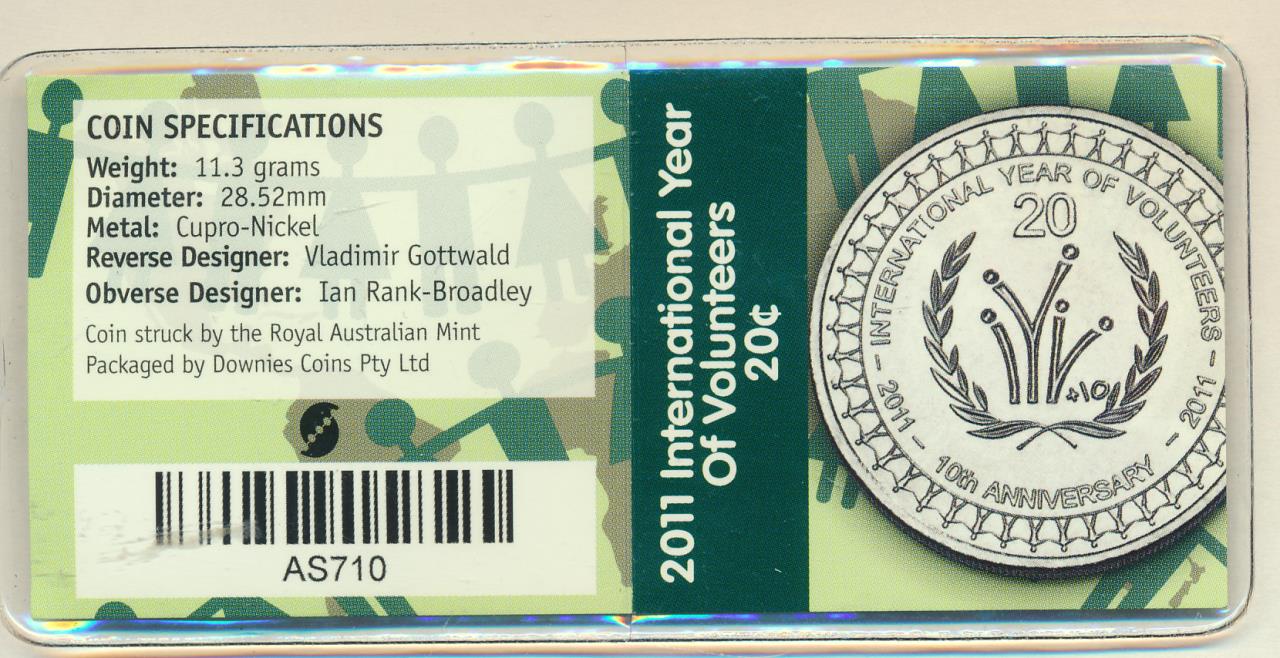 COIN SPECIFICATIONS
Weight: 11.3 grams
Diameter: 28.52mm
Metal: Cupro-Nickel
Reverse Designer: Vladimir Gottwald
Obverse Designer: Ian Rank-Broadley
Coin struck by the Royal Australian Mint
Packaged by Downies Coins Pty Ltd
AS710
2011 International Year
Of Volunteers
20¢
INTERNATIONAL YEAR OF VOLUNTEERS
20
+10
2011
10th ANNIVERSARY
2011